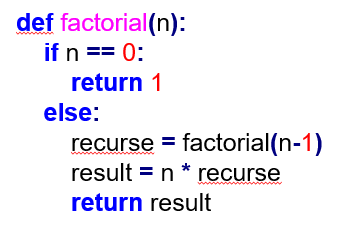 def factorial(n):
    if n == 0:
        return 1
    else:
        recurse = factorial(n-1)
        result = n * recurse
        return result